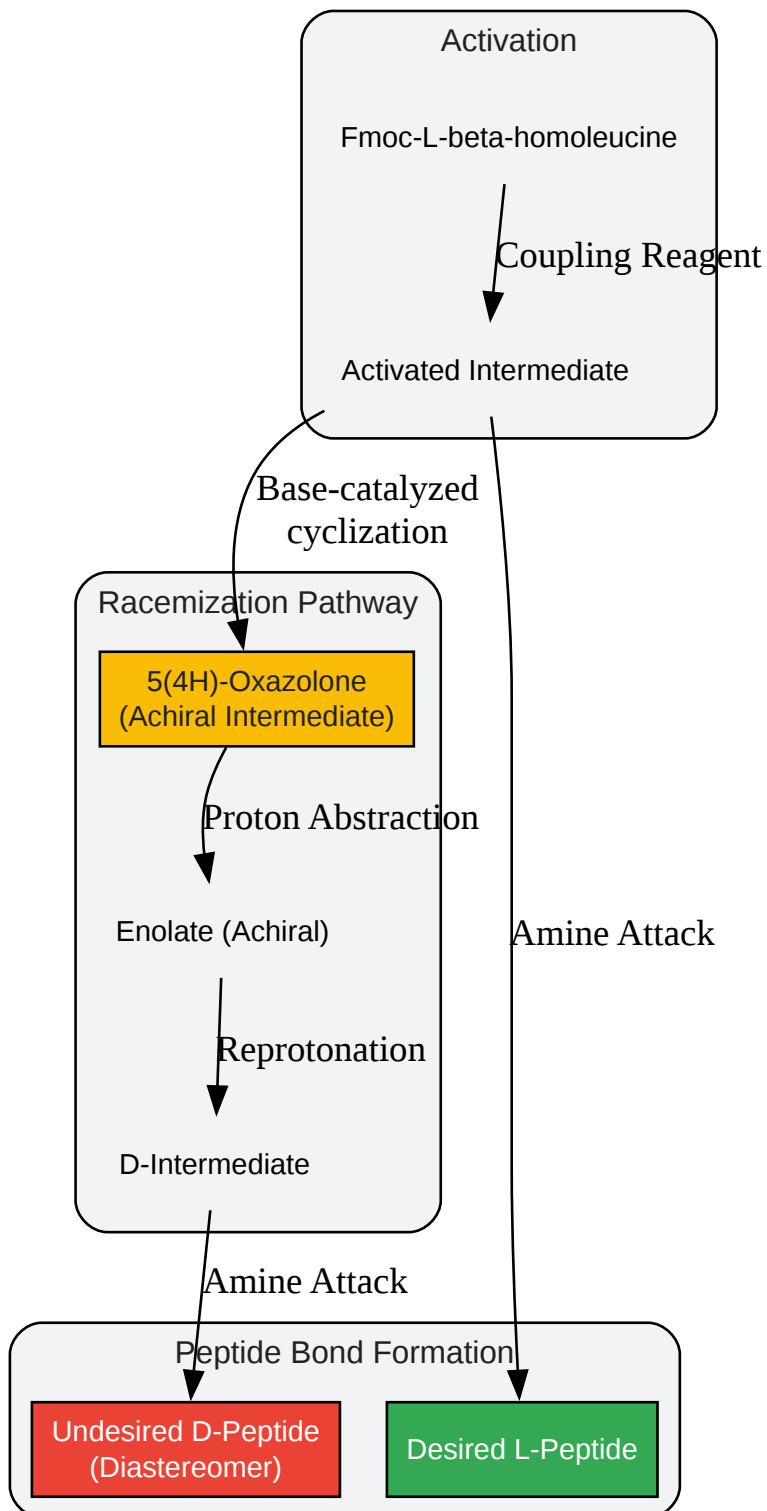 Activation
Fmoc-L-beta-homoleucine
Coupling Reagent
Activated Intermediate
Base-catalyzed
cyclization
Racemization Pathway
5(4H)-Oxazolone
(Achiral Intermediate)
Proton Abstraction
Enolate (Achiral)
Amine Attack
Reprotonation
D-Intermediate
Amine Attack
Peptide Bond Formation
Undesired D-Peptide
(Diastereomer)
Desired L-Peptide